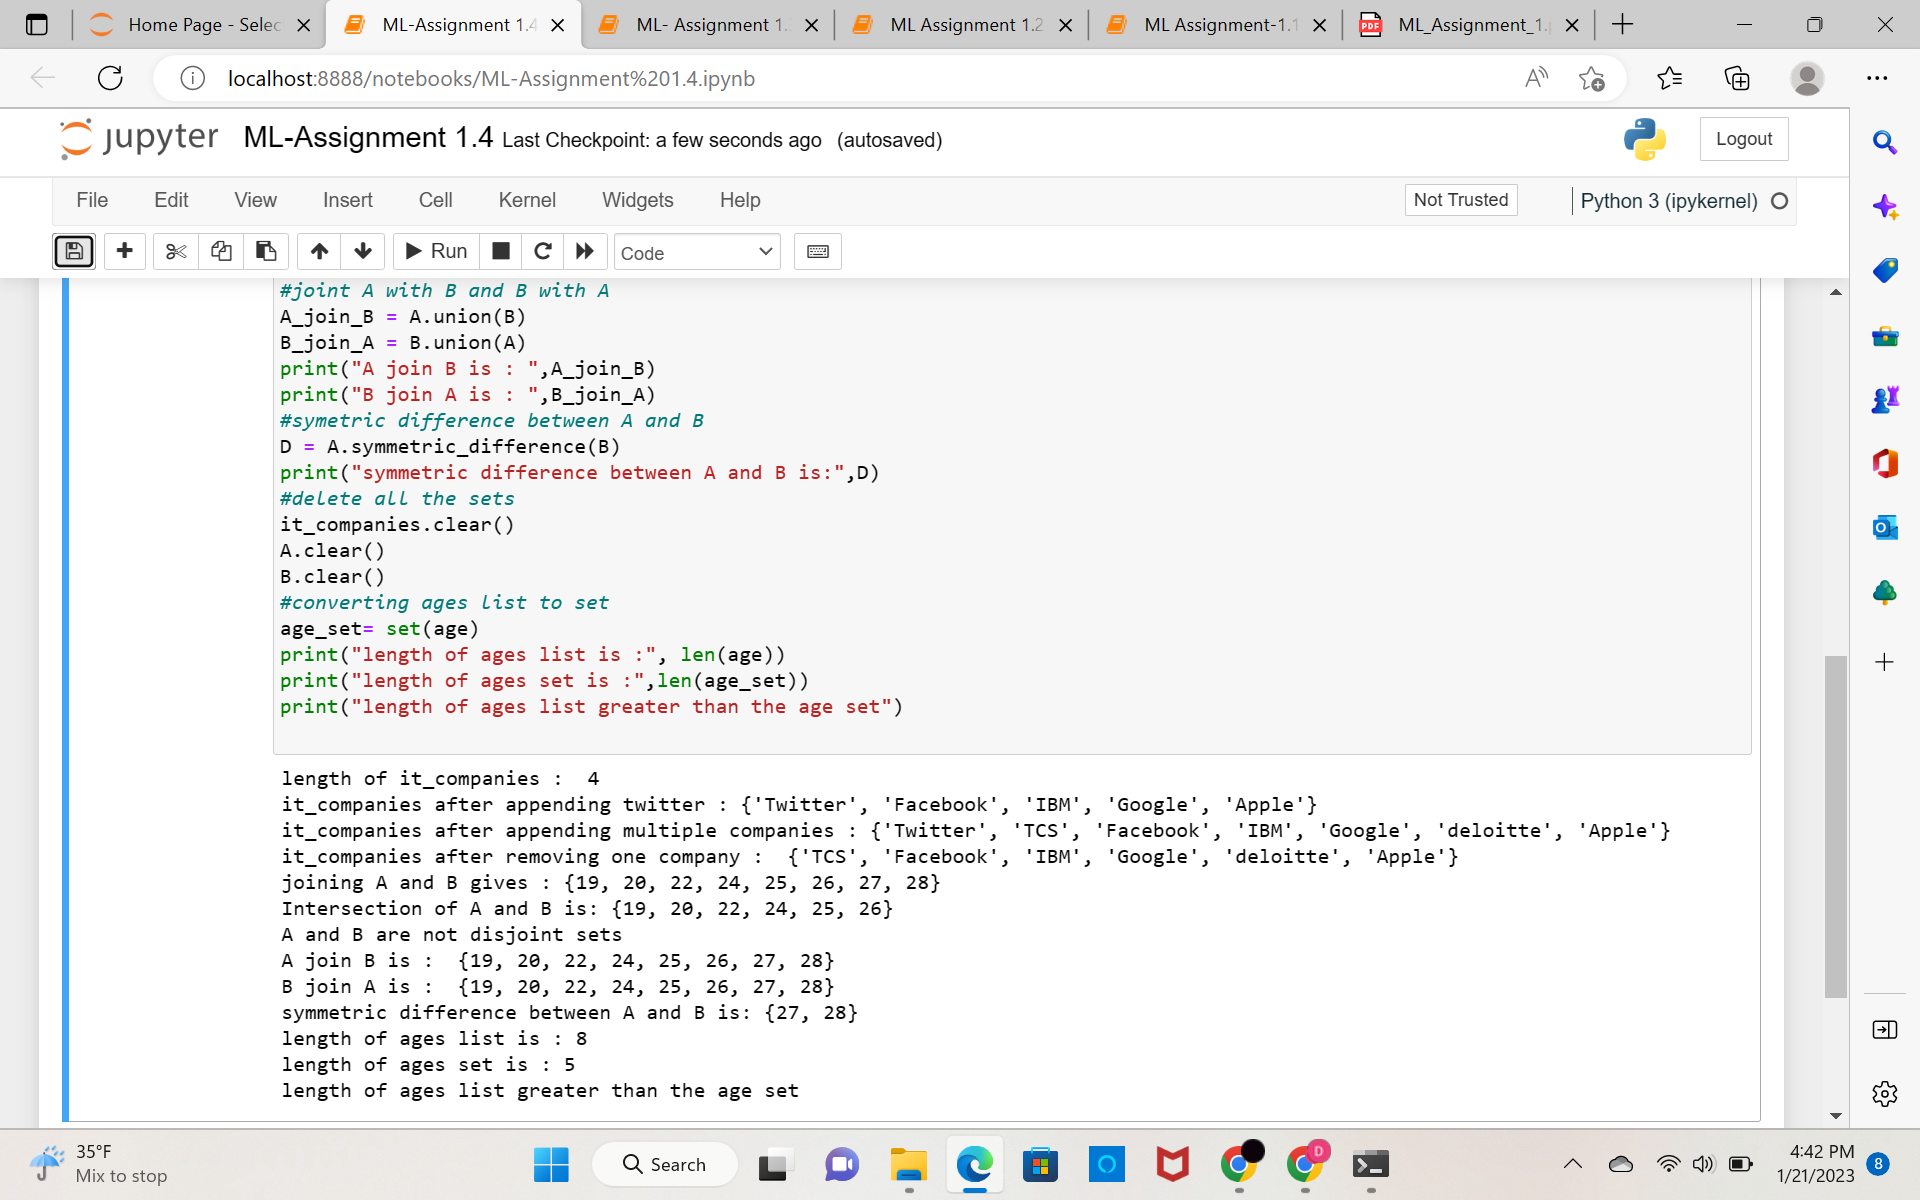 Home Page - Selec
ML-Assignment 1.4
ML- Assignment 1.
ML Assignment 1.2
ML Assignment-1.1
ML_Assignment_1.
localhost:8888/notebooks/ML-Assignment%201.4.ipynb
jupyter ML-Assignment 1.4 Last Checkpoint: a few seconds ago (autosaved)
Logout
File Edit View Insert Cell Kernel Widgets Help
Not Trusted
Python 3 (ipykernel)
Run
Code
#joint A with B and B with A
A_join_B = A.union(B)
B_join_A = B.union(A)
print("A join B is : ",A_join_B)
print("B join A is : ",B_join_A)
#symetric difference between A and B
D = A.symmetric_difference(B)
print("symmetric difference between A and B is:",D)
#delete all the sets
it_companies.clear()
A.clear()
B.clear()
#converting ages list to set
age_set= set(age)
print("length of ages list is :", len(age))
print("length of ages set is :",len(age_set))
print("length of ages list greater than the age set")
length of it_companies :  4
it_companies after appending twitter : {'Twitter', 'Facebook', 'IBM', 'Google', 'Apple'}
it_companies after appending multiple companies : {'Twitter', 'TCS', 'Facebook', 'IBM', 'Google', 'deloitte', 'Apple'}
it_companies after removing one company :  {'TCS', 'Facebook', 'IBM', 'Google', 'deloitte', 'Apple'}
joining A and B gives : {19, 20, 22, 24, 25, 26, 27, 28}
Intersection of A and B is: {19, 20, 22, 24, 25, 26}
A and B are not disjoint sets
A join B is :  {19, 20, 22, 24, 25, 26, 27, 28}
B join A is :  {19, 20, 22, 24, 25, 26, 27, 28}
symmetric difference between A and B is: {27, 28}
length of ages list is : 8
length of ages set is : 5
length of ages list greater than the age set
35°F
Mix to stop
Search
4:42 PM
1/21/2023
8